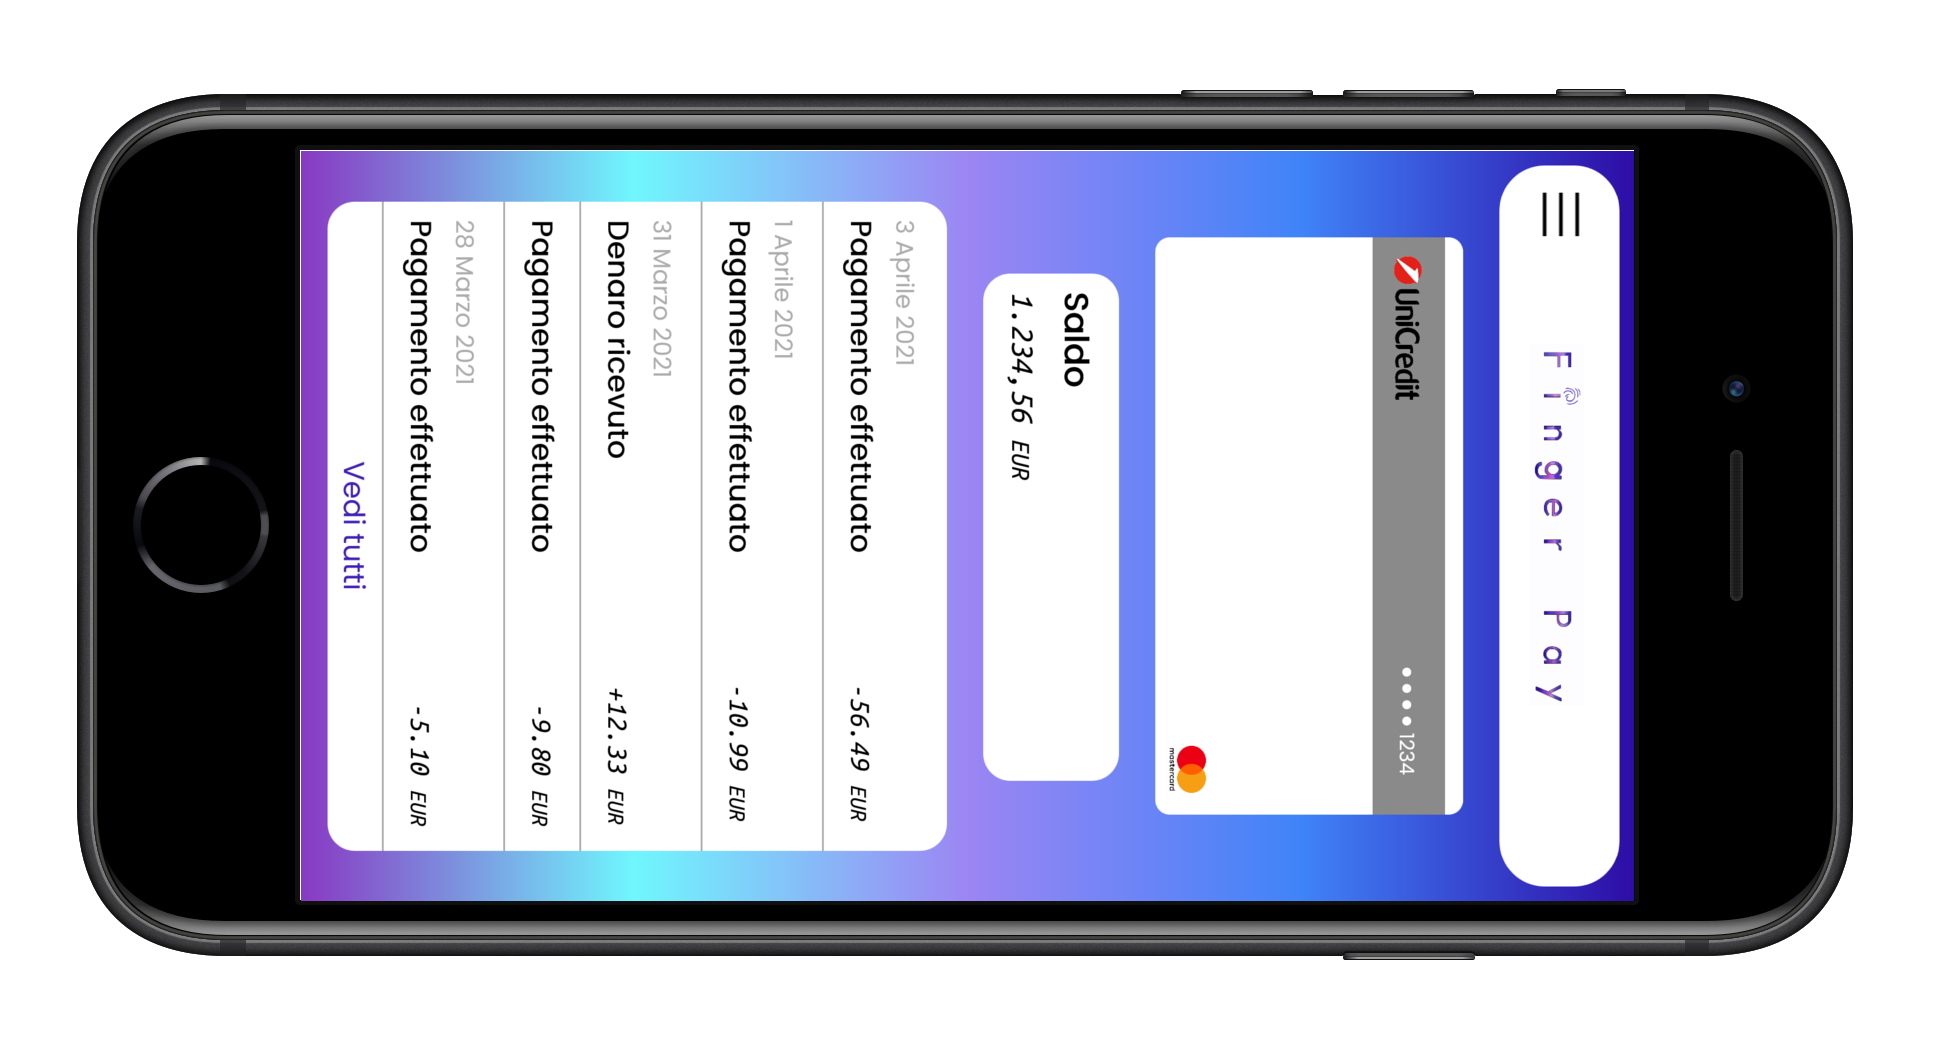 Finger Pay
UniCredit
•••• 1234
mastercard
Saldo
1.234,56 EUR
3 Aprile 2021
Pagamento effettuato -56.49 EUR
1 Aprile 2021
Pagamento effettuato -10.99 EUR
31 Marzo 2021
Denaro ricevuto +12.33 EUR
Pagamento effettuato -9.80 EUR
28 Marzo 2021
Pagamento effettuato -5.10 EUR
Vedi tutti